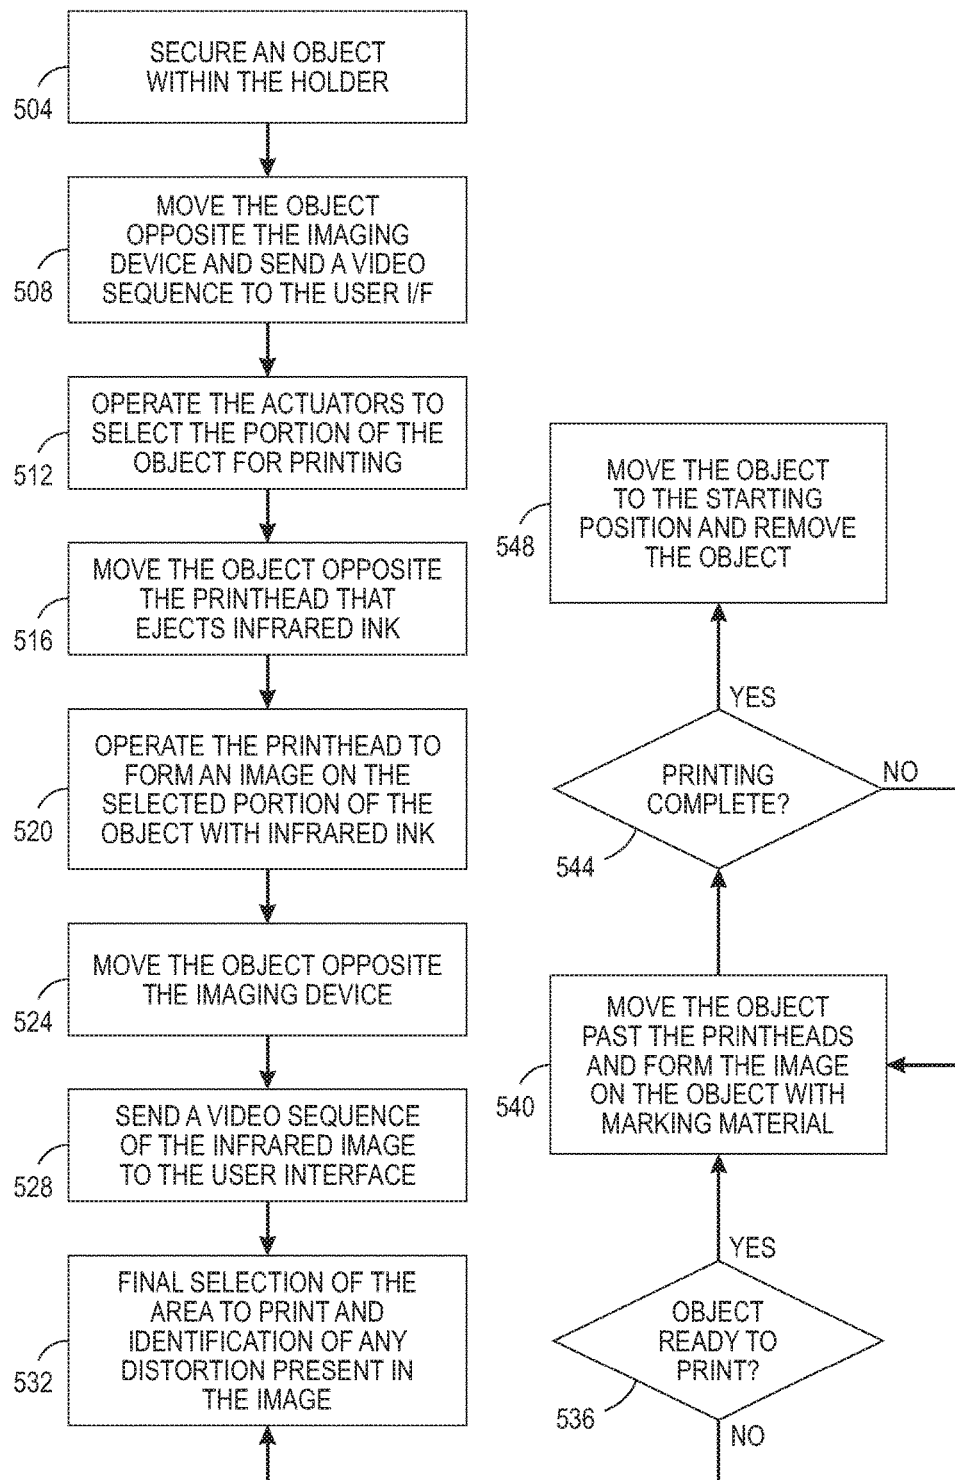 SECURE AN OBJECT
WITHIN THE HOLDER
504
MOVE THE OBJECT
OPPOSITE THE IMAGING
DEVICE AND SEND A VIDEO
SEQUENCE TO THE USER I/F
508
OPERATE THE ACTUATORS TO
SELECT THE PORTION OF THE
OBJECT FOR PRINTING
512
MOVE THE OBJECT OPPOSITE
THE PRINTHEAD THAT
EJECTS INFRARED INK
516
OPERATE THE PRINTHEAD TO
FORM AN IMAGE ON THE
SELECTED PORTION OF THE
OBJECT WITH INFRARED INK
520
MOVE THE OBJECT OPPOSITE
THE IMAGING DEVICE
524
SEND A VIDEO SEQUENCE
OF THE INFRARED IMAGE
TO THE USER INTERFACE
528
FINAL SELECTION OF THE
AREA TO PRINT AND
IDENTIFICATION OF ANY
DISTORTION PRESENT IN
THE IMAGE
532
MOVE THE OBJECT
TO THE STARTING
POSITION AND REMOVE
THE OBJECT
548
YES
PRINTING
COMPLETE?
NO
544
MOVE THE OBJECT
PAST THE PRINTHEADS
AND FORM THE IMAGE
ON THE OBJECT WITH
MARKING MATERIAL
540
YES
OBJECT
READY TO
PRINT?
536
NO